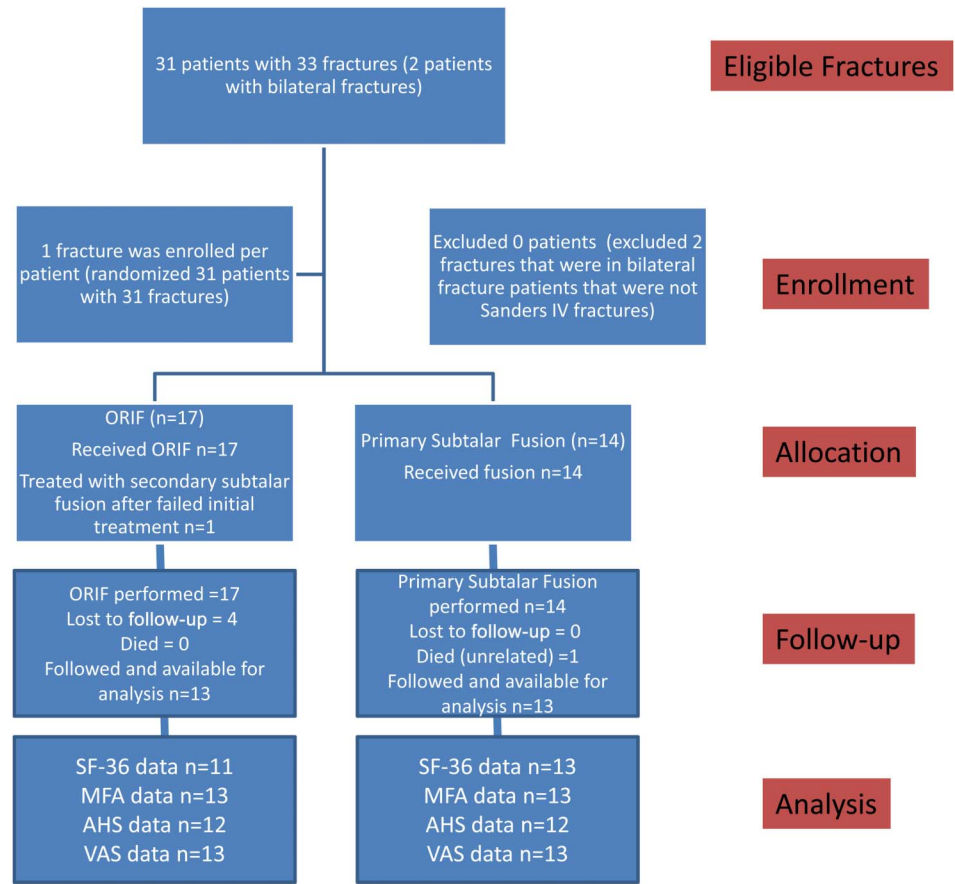 31 patients with 33 fractures (2 patients
with bilateral fractures)
Eligible Fractures
1 fracture was enrolled per
patient (randomized 31 patients
with 31 fractures)
Excluded 0 patients (excluded 2
fractures that were in bilateral
fracture patients that were not
Sanders IV fractures)
Enrollment
ORIF (n=17)
Received ORIF n=17
Treated with secondary subtalar
fusion after failed initial
treatment n=1
Primary Subtalar Fusion (n=14)
Received fusion n=14
Allocation
ORIF performed =17
Lost to follow-up = 4
Died = 0
Followed and available for
analysis n=13
Primary Subtalar Fusion
performed n=14
Lost to follow-up = 0
Died (unrelated) =1
Followed and available for
analysis n=13
Follow-up
SF-36 data n=11
MFA data n=13
AHS data n=12
VAS data n=13
SF-36 data n=13
MFA data n=13
AHS data n=12
VAS data n=13
Analysis